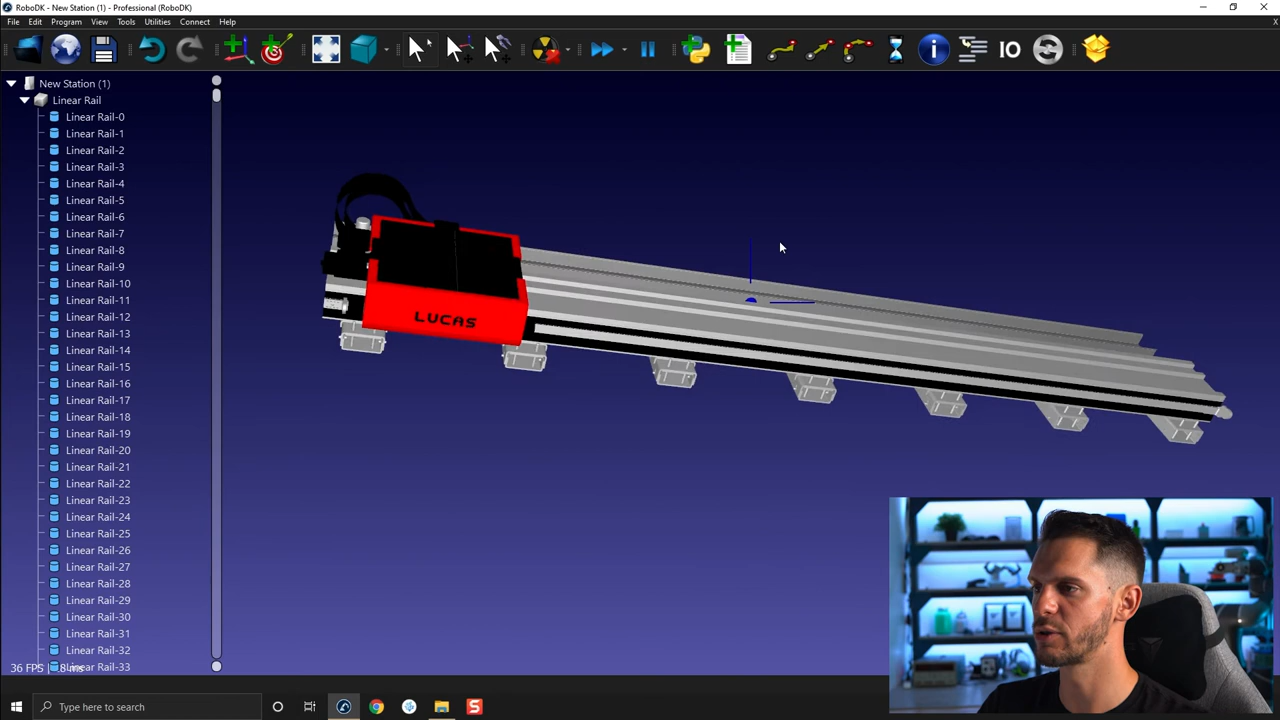 RoboDK - New Station (1) - Professional (RoboDK)
File Edit Program View Tools Utilities Connect Help
IO
New Station (1)
Linear Rail
Linear Rail-0
Linear Rail-1
Linear Rail-2
Linear Rail-3
Linear Rail-4
Linear Rail-5
Linear Rail-6
Linear Rail-7
Linear Rail-8
Linear Rail-9
Linear Rail-10
Linear Rail-11
Linear Rail-12
Linear Rail-13
Linear Rail-14
Linear Rail-15
Linear Rail-16
Linear Rail-17
Linear Rail-18
Linear Rail-19
Linear Rail-20
Linear Rail-21
Linear Rail-22
Linear Rail-23
Linear Rail-24
Linear Rail-25
Linear Rail-26
Linear Rail-27
Linear Rail-28
Linear Rail-29
Linear Rail-30
Linear Rail-31
Linear Rail-32
Linear Rail-33
36 FPS
LUCAS
Type here to search